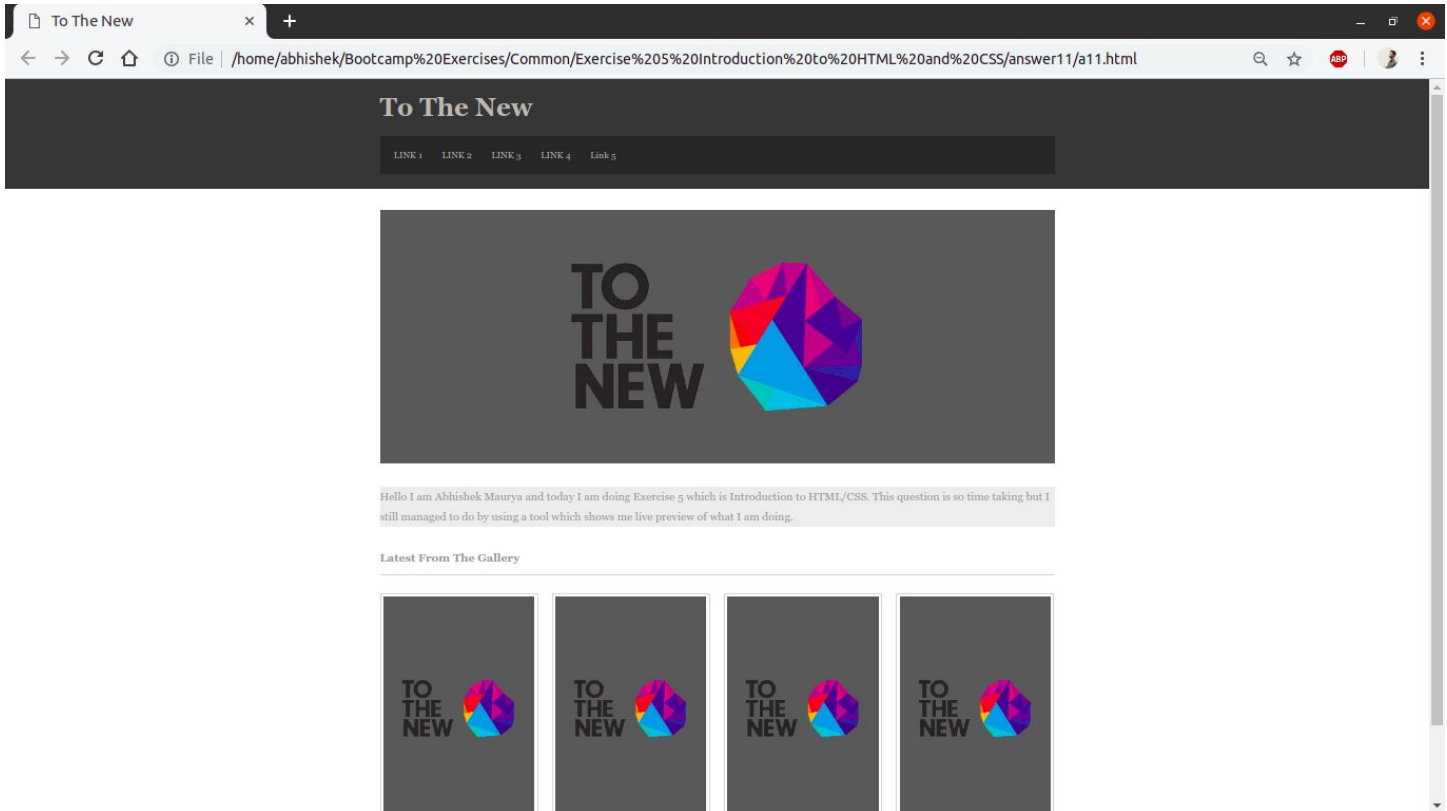 To The New
File /home/abhishek/Bootcamp%20Exercises/Common/Exercise%205%20Introduction%20to%20HTML%20and%20CSS/answer11/a11.html
ABP
To The New
LINK 1 LINK 2 LINK 3 LINK 4 Link 5
TO
THE
NEW
Hello I am Abhishek Maurya and today I am doing Exercise 5 which is Introduction to HTML/CSS. This question is so time taking but I
still managed to do by using a tool which shows me live preview of what I am doing.
Latest From The Gallery
TO
THE
NEW
TO
THE
NEW
TO
THE
NEW
TO
THE
NEW